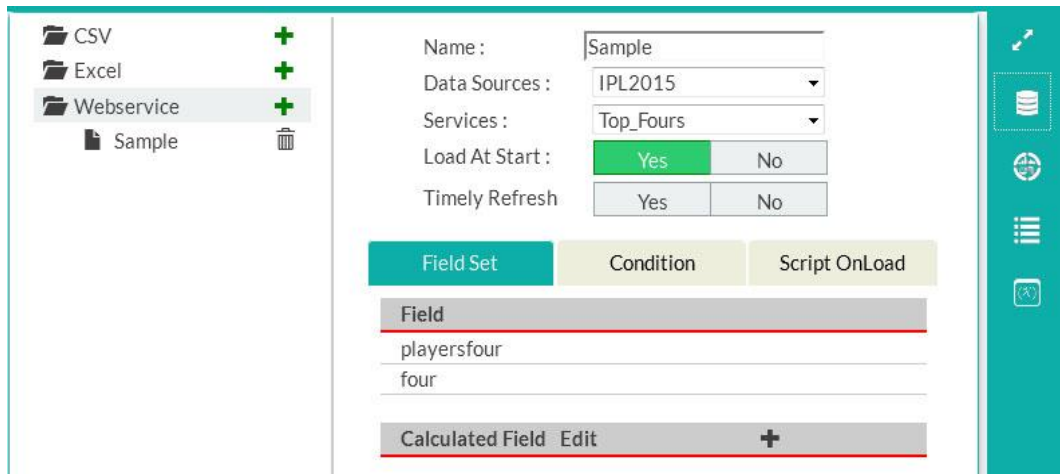 CSV
Excel
Webservice
Sample
Name :
Sample
Data Sources :
IPL2015
Services :
Top_Fours
Load At Start :
Yes
No
Timely Refresh
Yes
No
Field Set
Condition
Script OnLoad
Field
playersfour
four
Calculated Field Edit